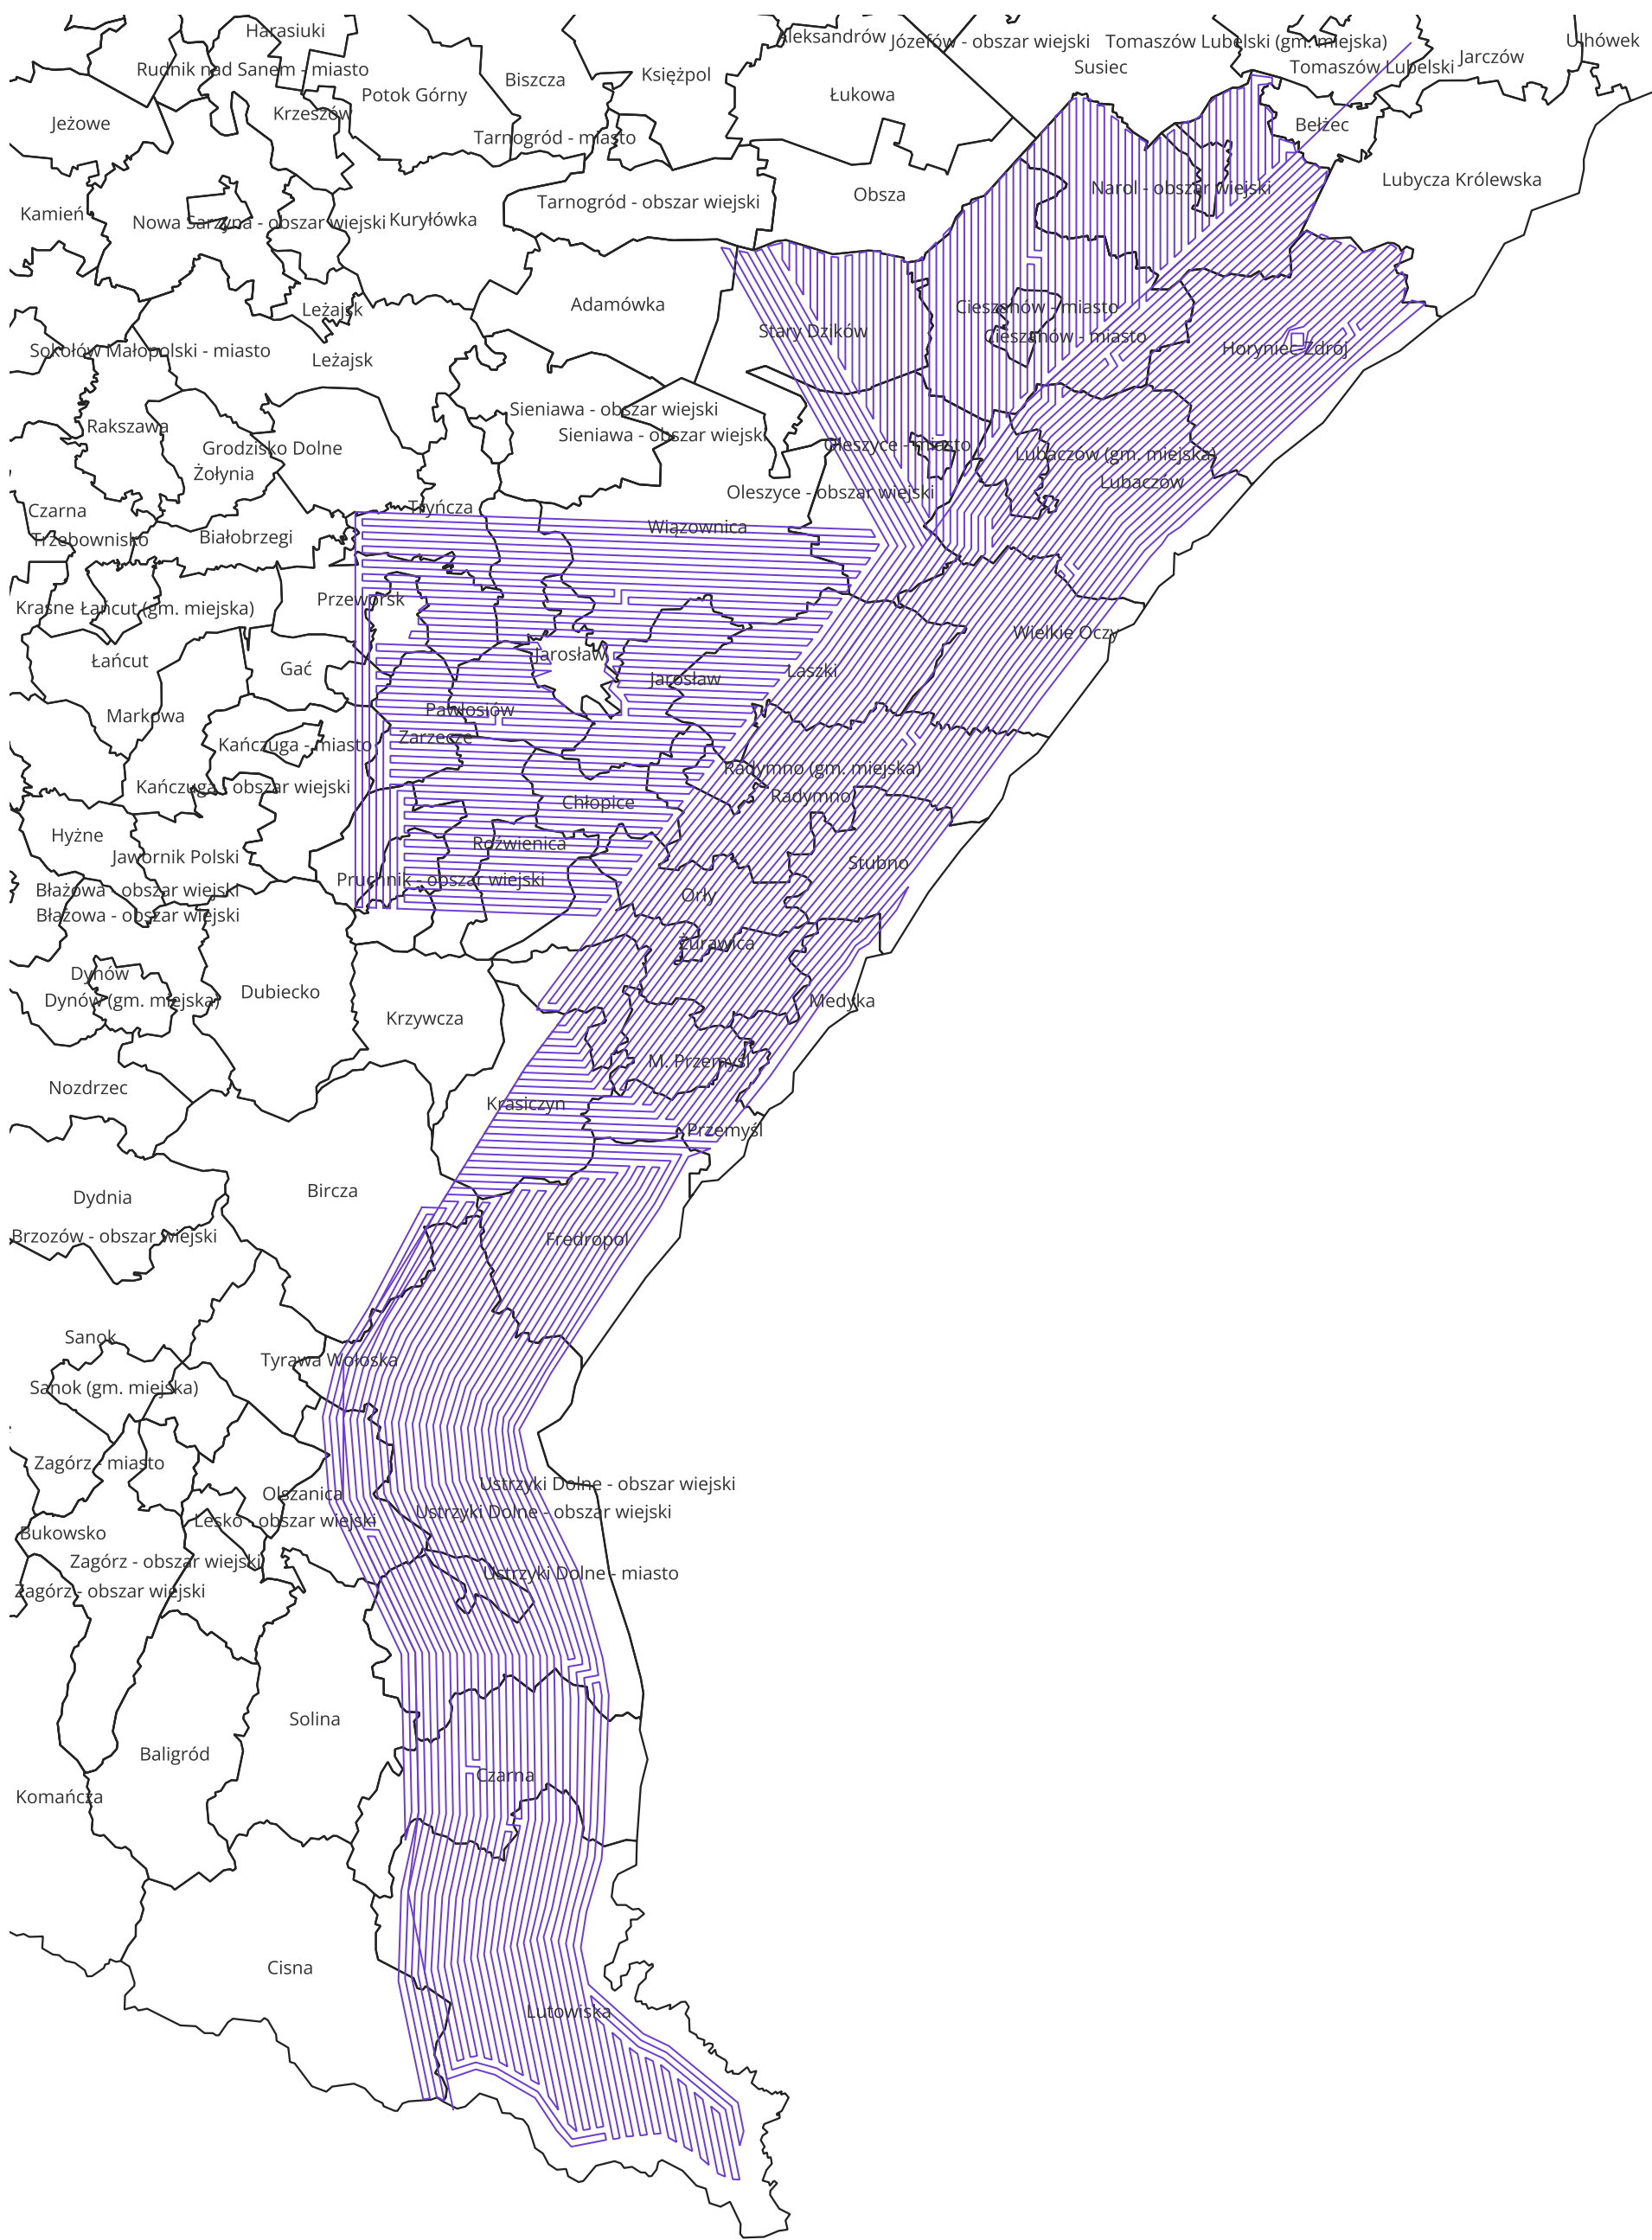 Harasiuki
Aleksandrów
Józefów - obszar wiejski
Tomaszów Lubelski (gm. miejska)
Ulhówek
Jarczów
Rudnik nad Sanem - miasto
Susiec
Tomaszów Lubelski
Biszcza
Księżpol
Potok Górny
Łukowa
Krzeszów
Jeżowe
Bełżec
Tarnogród - miasto
Lubycza Królewska
Narol - obszar wiejski
Obsza
Tarnogród - obszar wiejski
Kamień
Nowa Sarzyna - obszar wiejski
Kuryłówka
Adamówka
Cieszanów - miasto
Leżajsk
Stary Dzików
Cieszanów - miasto
Horyniec-Zdrój
Sokołów Małopolski - miasto
Leżajsk
Sieniawa - obszar wiejski
Rakszawa
Sieniawa - obszar wiejski
Grodzisko Dolne
Oleszyce - miasto
Lubaczów (gm. miejska)
Żołynia
Lubaczów
Oleszyce - obszar wiejski
Tryńcza
Czarna
Wiązownica
Trzebownisko
Białobrzegi
Przeworsk
Krasne
Łańcut (gm. miejska)
Wielkie Oczy
Jarosław
Łańcut
Gać
Laszki
Jarosław
Pawłosiów
Markowa
Zarzecze
Kańczuga - miasto
Radymno (gm. miejska)
Kańczuga - obszar wiejski
Radymno
Chłopice
Hyżne
Roźwienica
Jawornik Polski
Stubno
Pruchnik - obszar wiejski
Błażowa - obszar wiejski
Orły
Błażowa - obszar wiejski
Żurawica
Dynów
Dubiecko
Dynów (gm. miejska)
Medyka
Krzywcza
M. Przemyśl
Nozdrzec
Krasiczyn
Przemyśl
Bircza
Dydnia
Brzozów - obszar wiejski
Fredropol
Sanok
Tyrawa Wołoska
Sanok (gm. miejska)
Zagórz - miasto
Ustrzyki Dolne - obszar wiejski
Olszanica
Ustrzyki Dolne - obszar wiejski
Lesko - obszar wiejski
Bukowsko
Zagórz - obszar wiejski
Ustrzyki Dolne - miasto
Zagórz - obszar wiejski
Solina
Baligród
Czarna
Komańcza
Cisna
Lutowiska